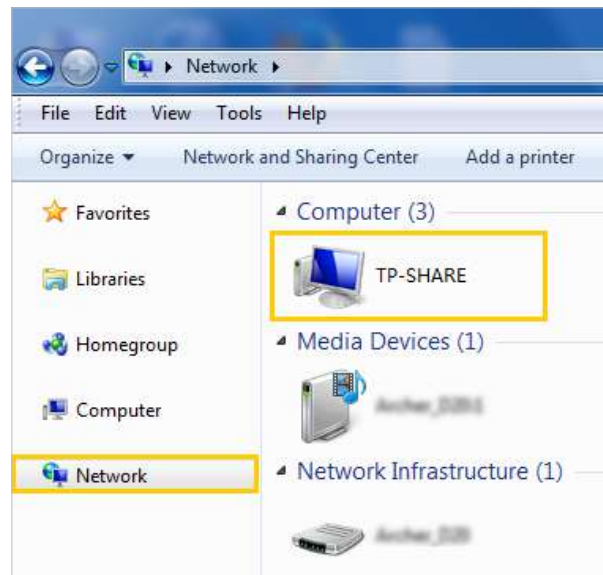 Network
File Edit View Tools Help
Organize Network and Sharing Center Add a printer
Favorites
Libraries
Homegroup
Computer
Network
Computer (3)
TP-SHARE
Media Devices (1)
Network Infrastructure (1)